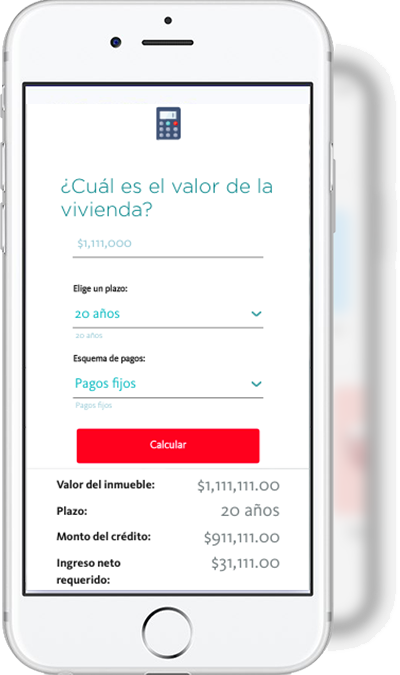 ¿Cuál es el valor de la
vivienda?
$1,111,000
Elige un plazo:
20 años
20 años
Esquema de pagos:
Pagos fijos
Pagos fijos
Calcular
Valor del inmueble: $1,111,111.00
Plazo: 20 años
Monto del crédito: $911,111.00
Ingreso neto $31,111.00
requerido: